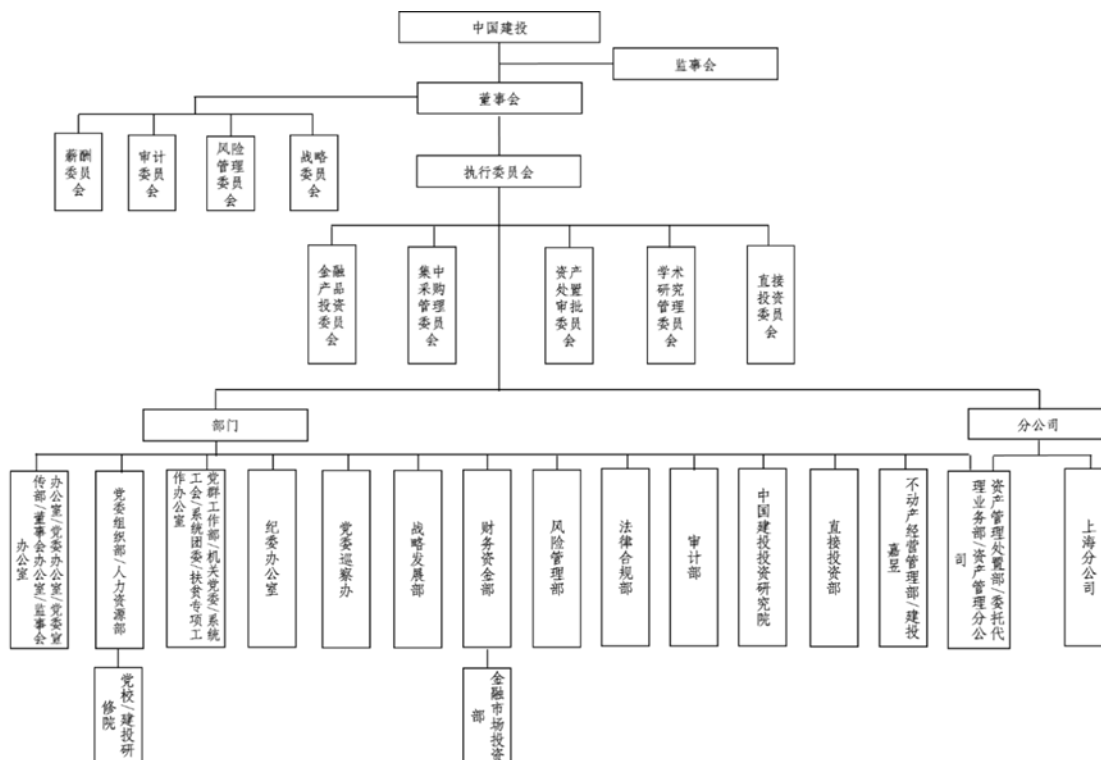 中国建投
监事会
董事会
薪酬
委员
会
审计
委员
会
风险
管理
委员
会
战略
委员
会
执行委员会
金融
产品
投资
委员
会
集中
采购
管理
委员
会
资产
处置
审批
委员
会
学术
研究
管理
委员
会
直接
投资
委员
会
部门
分公司
办公室/党委办公室/党委宣
传部/董事会办公室/监事会
办公室
党委组织部/人力资源部
党群工作部/机关党委/系统
工会/系统团委/扶贫专项工
作办公室
纪委办公室
党委巡察办
战略发展部
财务资金部
风险管理部
法律合规部
审计部
中国建投投资研究院
直接投资部
不动产经营管理部/建投
嘉昱
资产管理处置部/委托代
理业务部/资产管理分公
司
上海分公司
党校/建投研
修院
金融市场投资
部